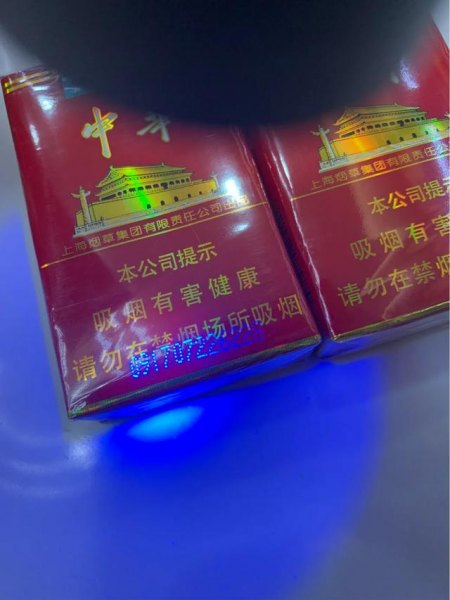 中华
上海烟草集团有限责任公司出品
本公司提示
吸烟有害健康
请勿在禁烟场所吸烟
上海烟草集团有限责任公
本公司提示
吸烟有害
请勿在禁烟